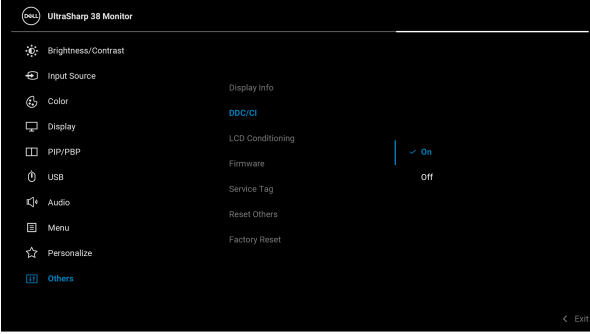 DELL UltraSharp 38 Monitor
Brightness/Contrast
Input Source
Color
Display
PIP/PBP
USB
Audio
Menu
Personalize
Others
Display Info
DDC/CI
LCD Conditioning
Firmware
Service Tag
Reset Others
Factory Reset
On
Off
Exit